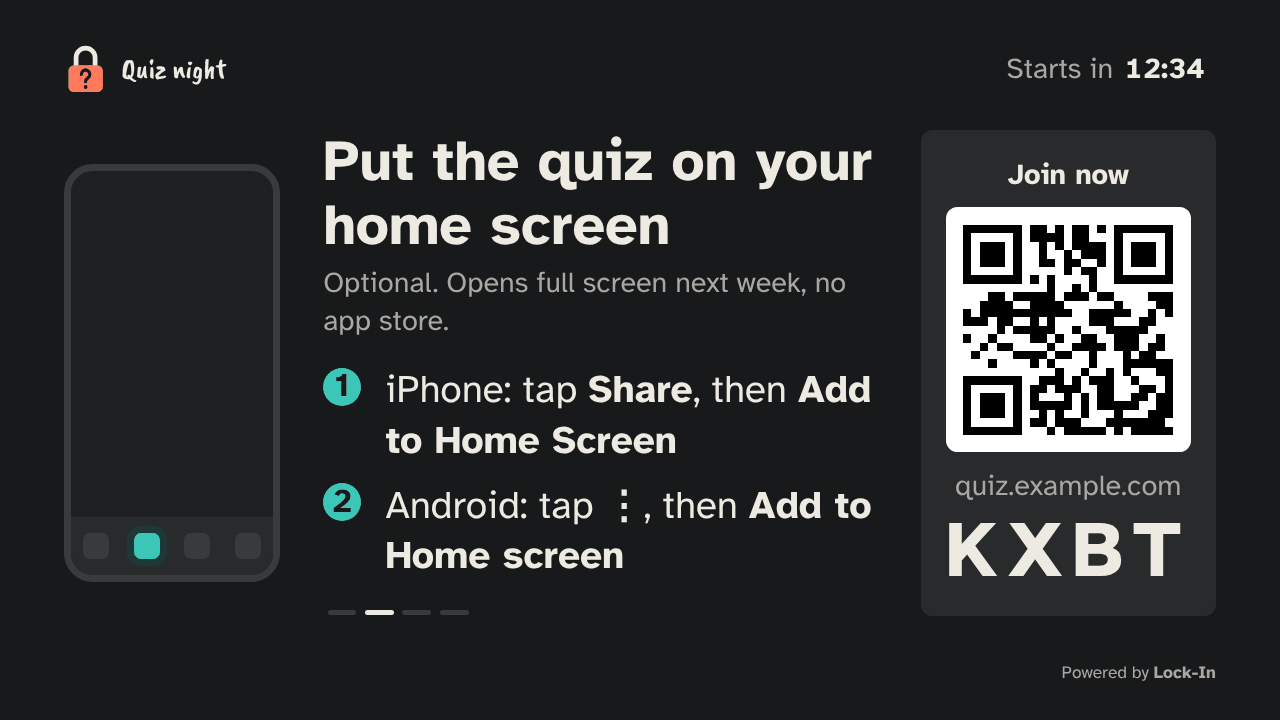 ?
Quiz night
Starts in 12:34
Put the quiz on your
home screen
Optional. Opens full screen next week, no
app store.
1 iPhone: tap Share, then Add
to Home Screen
2 Android: tap ⋮, then Add to
Home screen
Join now
quiz.example.com
KXBT
Powered by Lock-In